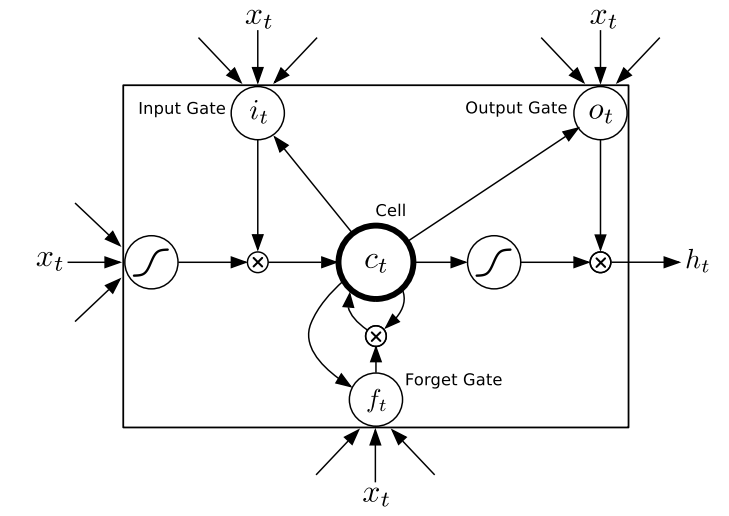 x_t x_t
Input Gate i_t Output Gate o_t
Cell
x_t c_t h_t
Forget Gate
f_t
x_t